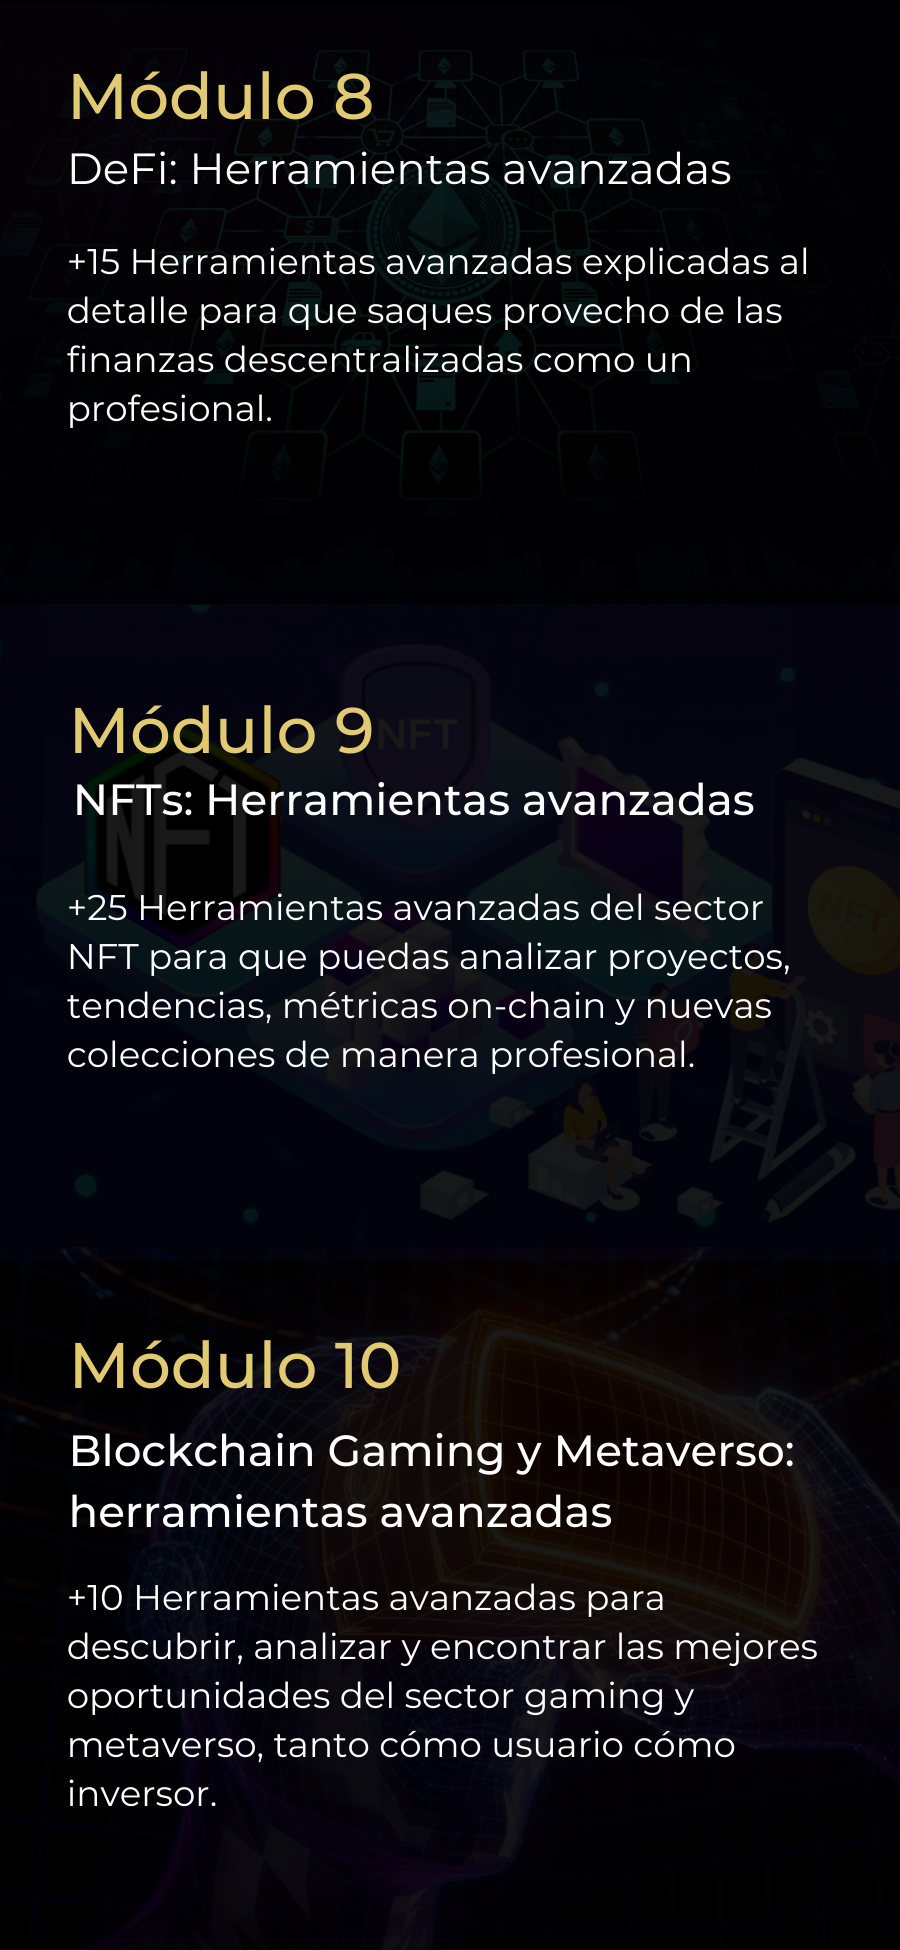 Módulo 8
DeFi: Herramientas avanzadas
+15 Herramientas avanzadas explicadas al
detalle para que saques provecho de las
finanzas descentralizadas como un
profesional.
Módulo 9
NFT
NFTs: Herramientas avanzadas
NFT
NFT
+25 Herramientas avanzadas del sector
NFT para que puedas analizar proyectos,
tendencias, métricas on-chain y nuevas
colecciones de manera profesional.
Módulo 10
Blockchain Gaming y Metaverso:
herramientas avanzadas
+10 Herramientas avanzadas para
descubrir, analizar y encontrar las mejores
oportunidades del sector gaming y
metaverso, tanto cómo usuario cómo
inversor.